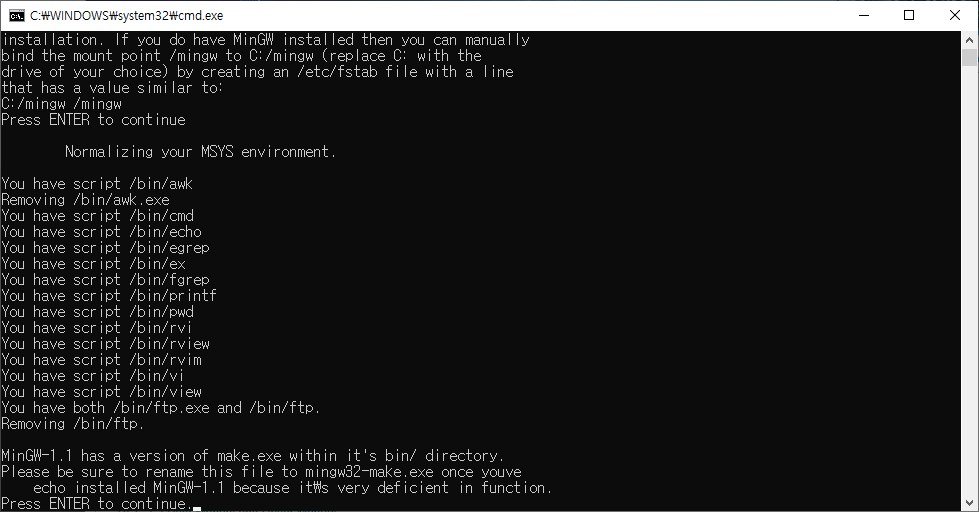 C:₩WINDOWS₩system32₩cmd.exe
installation. If you do have MinGW installed then you can manually
bind the mount point /mingw to C:/mingw (replace C: with the
drive of your choice) by creating an /etc/fstab file with a line
that has a value similar to:
C:/mingw /mingw
Press ENTER to continue
Normalizing your MSYS environment.
You have script /bin/awk
Removing /bin/awk.exe
You have script /bin/cmd
You have script /bin/echo
You have script /bin/egrep
You have script /bin/ex
You have script /bin/fgrep
You have script /bin/printf
You have script /bin/pwd
You have script /bin/rvi
You have script /bin/rview
You have script /bin/rvim
You have script /bin/vi
You have script /bin/view
You have both /bin/ftp.exe and /bin/ftp.
Removing /bin/ftp.
MinGW-1.1 has a version of make.exe within it's bin/ directory.
Please be sure to rename this file to mingw32-make.exe once youve
echo installed MinGW-1.1 because it₩s very deficient in function.
Press ENTER to continue.